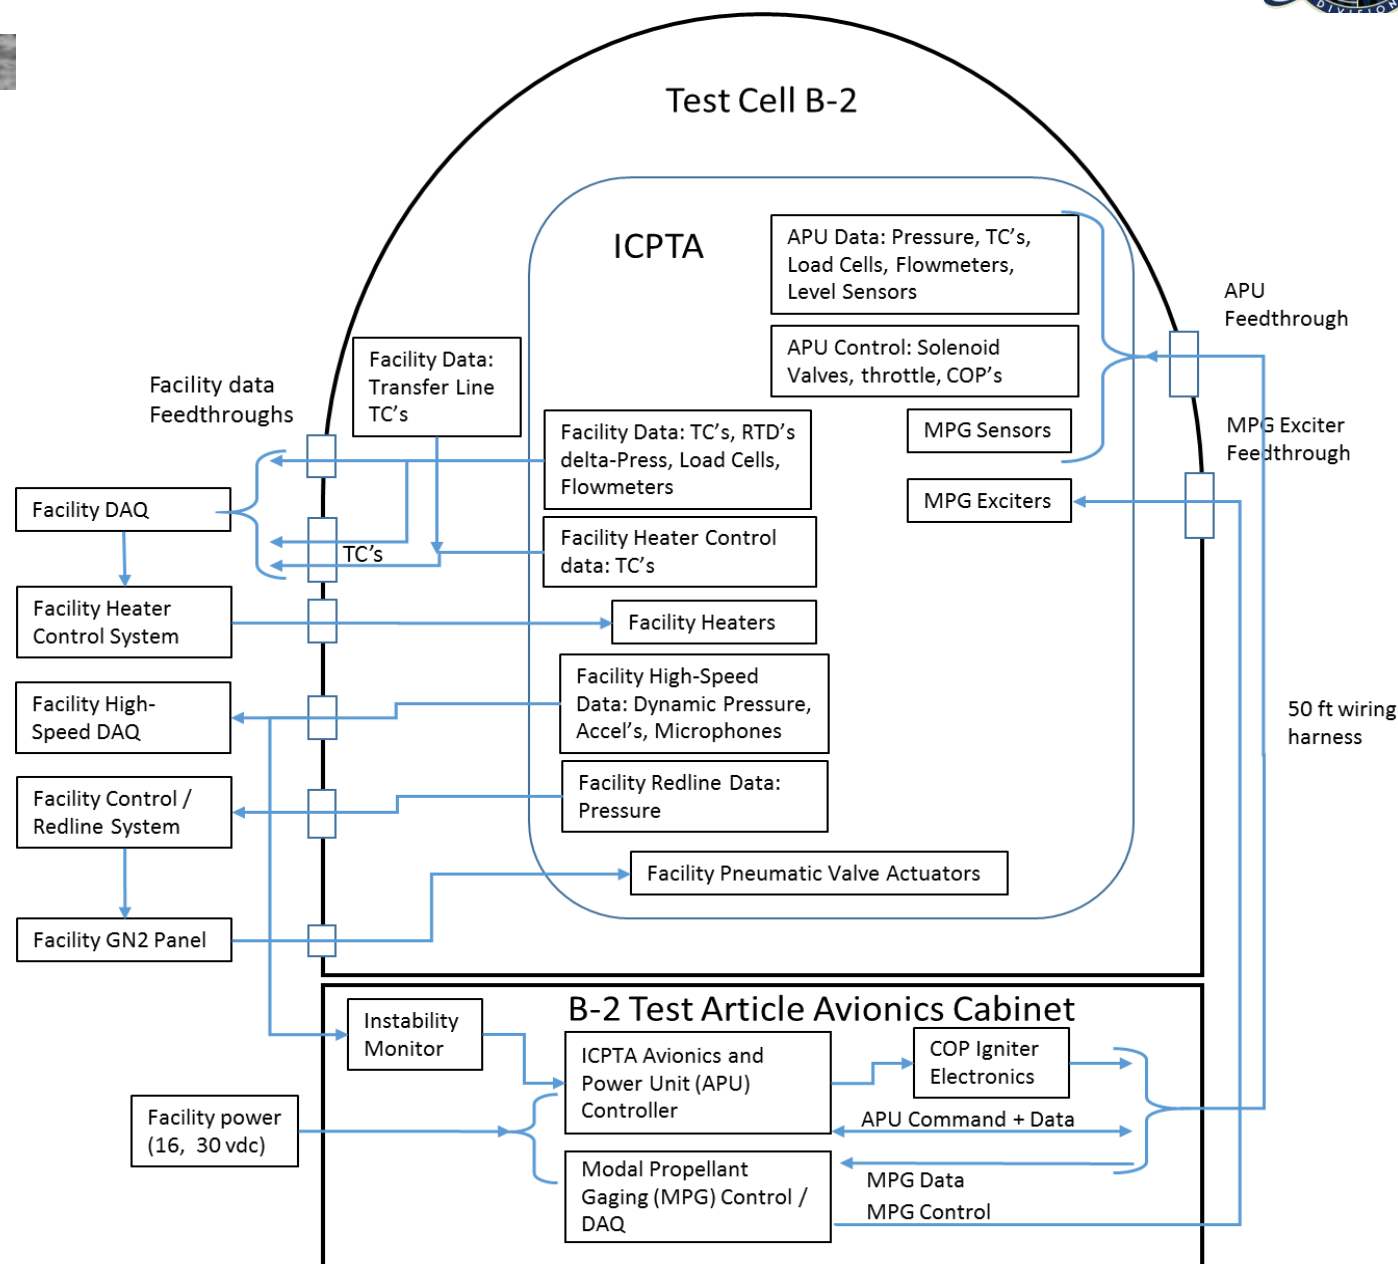 DIVISION
Test Cell B-2
ICPTA
APU Data: Pressure, TC's,
Load Cells, Flowmeters,
Level Sensors
APU
Feedthrough
APU Control: Solenoid
Valves, throttle, COP's
Facility Data:
Transfer Line
TC's
Facility data
Feedthroughs
MPG Sensors
MPG Exciter
Feedthrough
Facility Data: TC's, RTD's
delta-Press, Load Cells,
Flowmeters
MPG Exciters
Facility DAQ
TC's
Facility Heater Control
data: TC's
Facility Heater
Control System
Facility Heaters
Facility High-
Speed DAQ
Facility High-Speed
Data: Dynamic Pressure,
Accel's, Microphones
50 ft wiring
harness
Facility Control /
Redline System
Facility Redline Data:
Pressure
Facility Pneumatic Valve Actuators
Facility GN2 Panel
B-2 Test Article Avionics Cabinet
Instability
Monitor
ICPTA Avionics and
Power Unit (APU)
Controller
COP Igniter
Electronics
Facility power
(16, 30 vdc)
APU Command + Data
Modal Propellant
Gaging (MPG) Control /
DAQ
MPG Data
MPG Control